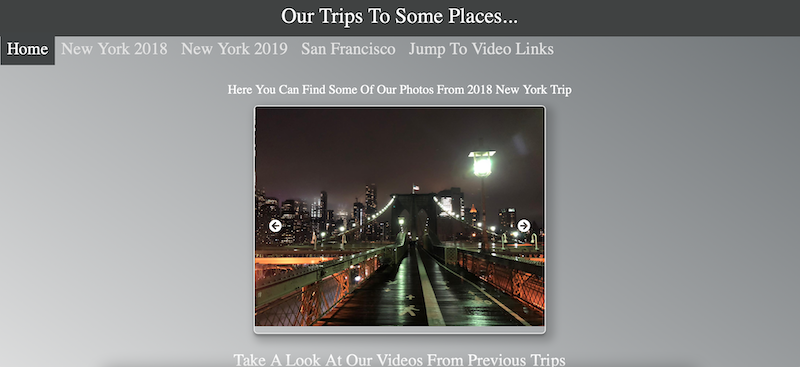 Our Trips To Some Places...
Home New York 2018 New York 2019 San Francisco Jump To Video Links
Here You Can Find Some Of Our Photos From 2018 New York Trip
Take A Look At Our Videos From Previous Trips